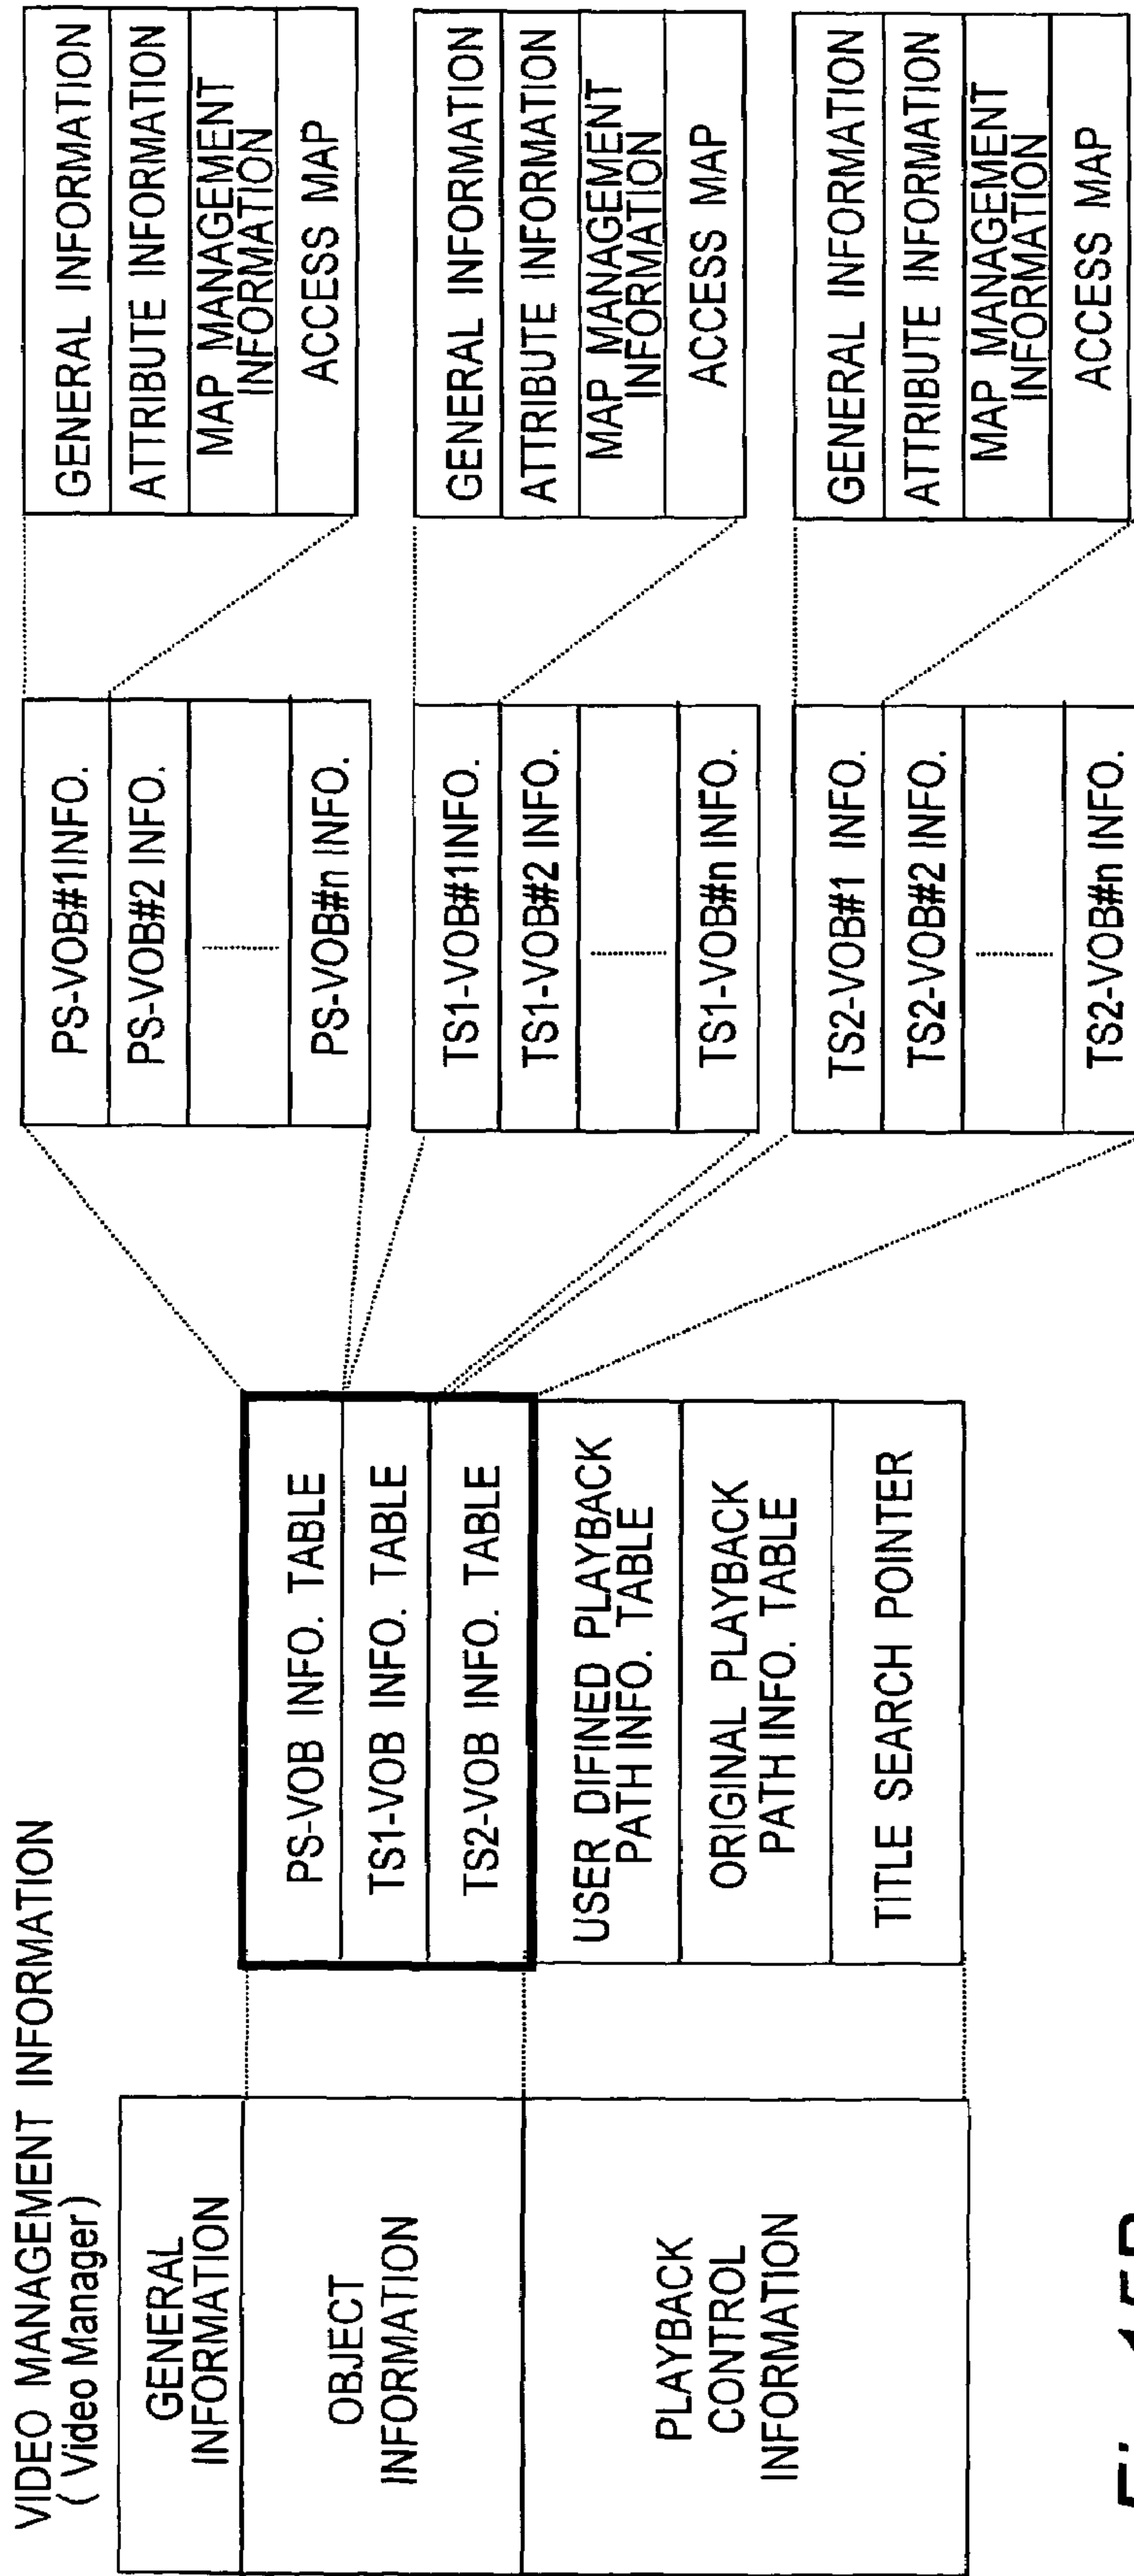 VIDEO MANAGEMENT INFORMATION
( Video Manager )
GENERAL
INFORMATION
OBJECT
INFORMATION
PLAYBACK
CONTROL
INFORMATION
PS-VOB INFO. TABLE
TS1-VOB INFO. TABLE
TS2-VOB INFO. TABLE
USER DIFINED PLAYBACK
PATH INFO. TABLE
ORIGINAL PLAYBACK
PATH INFO. TABLE
TITLE SEARCH POINTER
PS-VOB#1INFO.
PS-VOB#2 INFO.
PS-VOB#n INFO.
TS1-VOB#1INFO.
TS1-VOB#2 INFO.
TS1-VOB#n INFO.
TS2-VOB#1 INFO.
TS2-VOB#2 INFO.
TS2-VOB#n INFO.
GENERAL INFORMATION
ATTRIBUTE INFORMATION
MAP MANAGEMENT
INFORMATION
ACCESS MAP
GENERAL INFORMATION
ATTRIBUTE INFORMATION
MAP MANAGEMENT
INFORMATION
ACCESS MAP
GENERAL INFORMATION
ATTRIBUTE INFORMATION
MAP MANAGEMENT
INFORMATION
ACCESS MAP